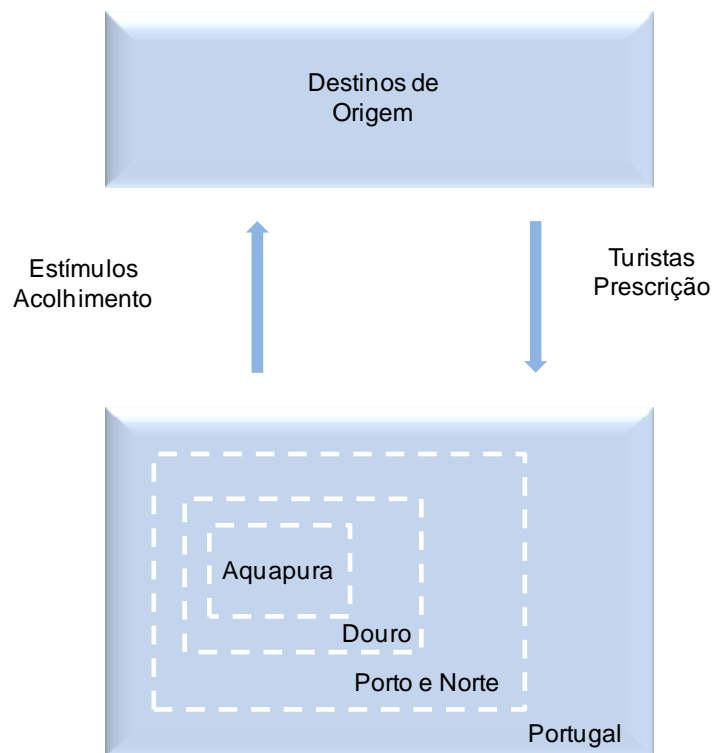 Destinos de
Origem
Estímulos
Acolhimento
Turistas
Prescrição
Aquapura
Douro
Porto e Norte
Portugal